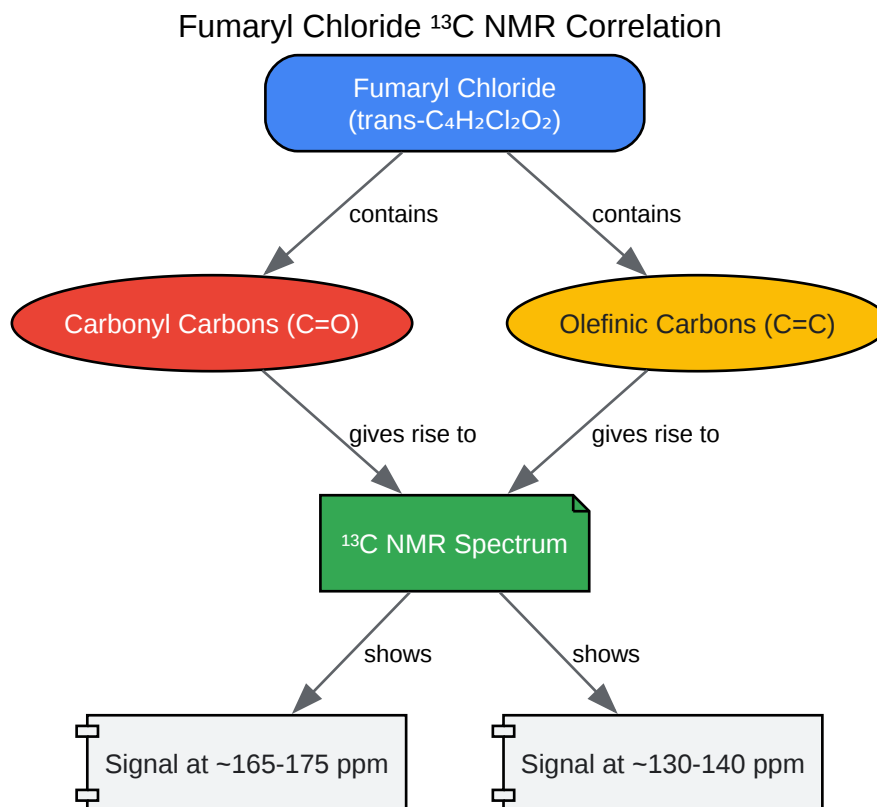 Fumaryl Chloride ¹³C NMR Correlation
Fumaryl Chloride
(trans-C₄H₂Cl₂O₂)
contains
contains
Carbonyl Carbons (C=O)
Olefinic Carbons (C=C)
gives rise to
gives rise to
¹³C NMR Spectrum
shows
shows
Signal at ~165-175 ppm
Signal at ~130-140 ppm